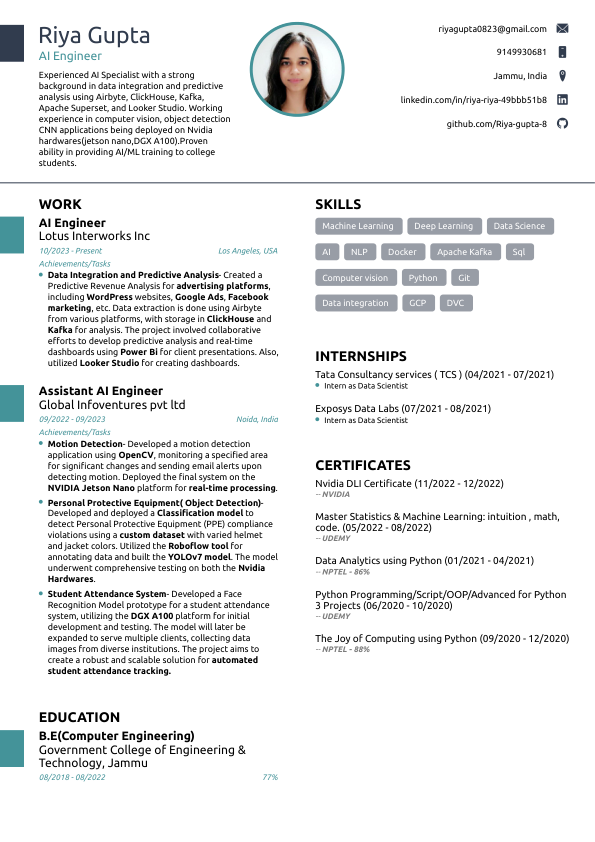 Riya Gupta
AI Engineer
Experienced AI Specialist with a strong
background in data integration and predictive
analysis using Airbyte, ClickHouse, Kafka,
Apache Superset, and Looker Studio. Working
experience in computer vision, object detection
CNN applications being deployed on Nvidia
hardwares(jetson nano,DGX A100).Proven
ability in providing AI/ML training to college
students.
riyagupta0823@gmail.com
9149930681
Jammu, India
linkedin.com/in/riya-riya-49bbb51b8
github.com/Riya-gupta-8
WORK
AI Engineer
Lotus Interworks Inc
10/2023 - Present Los Angeles, USA
Achievements/Tasks
Data Integration and Predictive Analysis- Created a
Predictive Revenue Analysis for advertising platforms,
including WordPress websites, Google Ads, Facebook
marketing, etc. Data extraction is done using Airbyte
from various platforms, with storage in ClickHouse and
Kafka for analysis. The project involved collaborative
efforts to develop predictive analysis and real-time
dashboards using Power Bi for client presentations. Also,
utilized Looker Studio for creating dashboards.
Assistant AI Engineer
Global Infoventures pvt ltd
09/2022 - 09/2023 Noida, India
Achievements/Tasks
Motion Detection- Developed a motion detection
application using OpenCV, monitoring a specified area
for significant changes and sending email alerts upon
detecting motion. Deployed the final system on the
NVIDIA Jetson Nano platform for real-time processing.
Personal Protective Equipment( Object Detection)-
Developed and deployed a Classification model to
detect Personal Protective Equipment (PPE) compliance
violations using a custom dataset with varied helmet
and jacket colors. Utilized the Roboflow tool for
annotating data and built the YOLOv7 model. The model
underwent comprehensive testing on both the Nvidia
Hardwares.
Student Attendance System- Developed a Face
Recognition Model prototype for a student attendance
system, utilizing the DGX A100 platform for initial
development and testing. The model will later be
expanded to serve multiple clients, collecting data
images from diverse institutions. The project aims to
create a robust and scalable solution for automated
student attendance tracking.
EDUCATION
B.E(Computer Engineering)
Government College of Engineering &
Technology, Jammu
08/2018 - 08/2022 77%
SKILLS
Machine Learning Deep Learning Data Science
AI NLP Docker Apache Kafka Sql
Computer vision Python Git
Data integration GCP DVC
INTERNSHIPS
Tata Consultancy services ( TCS ) (04/2021 - 07/2021)
Intern as Data Scientist
Exposys Data Labs (07/2021 - 08/2021)
Intern as Data Scientist
CERTIFICATES
Nvidia DLI Certificate (11/2022 - 12/2022)
-- NVIDIA
Master Statistics & Machine Learning: intuition , math,
code. (05/2022 - 08/2022)
-- UDEMY
Data Analytics using Python (01/2021 - 04/2021)
-- NPTEL - 86%
Python Programming/Script/OOP/Advanced for Python
3 Projects (06/2020 - 10/2020)
-- UDEMY
The Joy of Computing using Python (09/2020 - 12/2020)
-- NPTEL - 88%